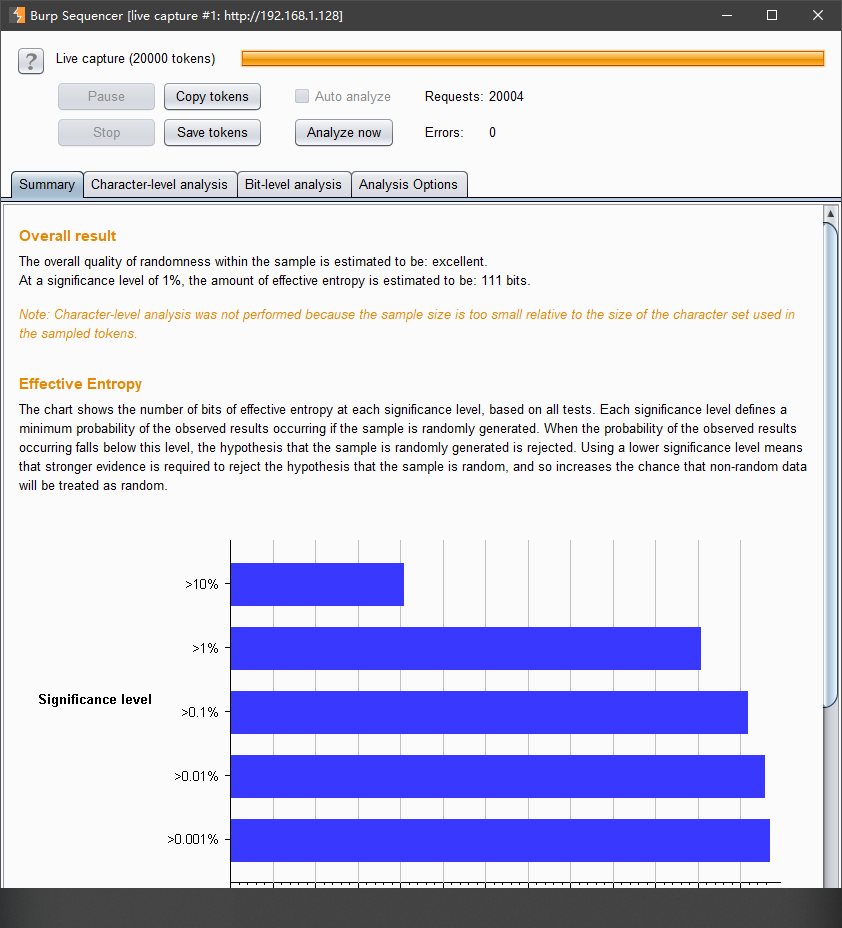 Burp Sequencer [live capture #1: http://192.168.1.128]
?
Live capture (20000 tokens)
Pause
Copy tokens
Auto analyze
Requests: 20004
Stop
Save tokens
Analyze now
Errors: 0
Summary
Character-level analysis
Bit-level analysis
Analysis Options
Overall result
The overall quality of randomness within the sample is estimated to be: excellent.
At a significance level of 1%, the amount of effective entropy is estimated to be: 111 bits.
Note: Character-level analysis was not performed because the sample size is too small relative to the size of the character set used in
the sampled tokens.
Effective Entropy
The chart shows the number of bits of effective entropy at each significance level, based on all tests. Each significance level defines a
minimum probability of the observed results occurring if the sample is randomly generated. When the probability of the observed results
occurring falls below this level, the hypothesis that the sample is randomly generated is rejected. Using a lower significance level means
that stronger evidence is required to reject the hypothesis that the sample is random, and so increases the chance that non-random data
will be treated as random.
>10%
>1%
Significance level
>0.1%
>0.01%
>0.001%